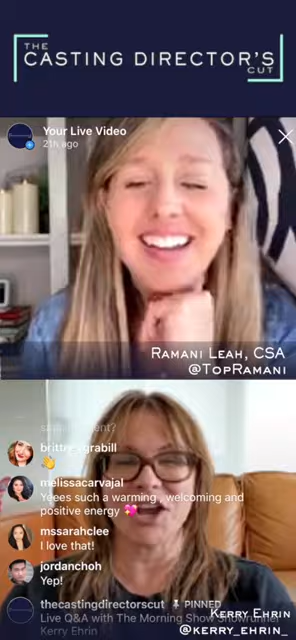 THE
CASTING DIRECTOR'S
CUT
Your Live Video
21h ago
RAMANI LEAH, CSA
@TOPRAMANI
melissacarvajal
Yeees such a warming , welcoming and
positive energy 💖
mssarahclee
I love that!
jordanchoh
Yep!
thecastingdirectorscut PINNED
Live Q&A with The Morning Show Showrunner
Kerry Ehrin
KERRY EHRIN
@KERRY_EHRIN_